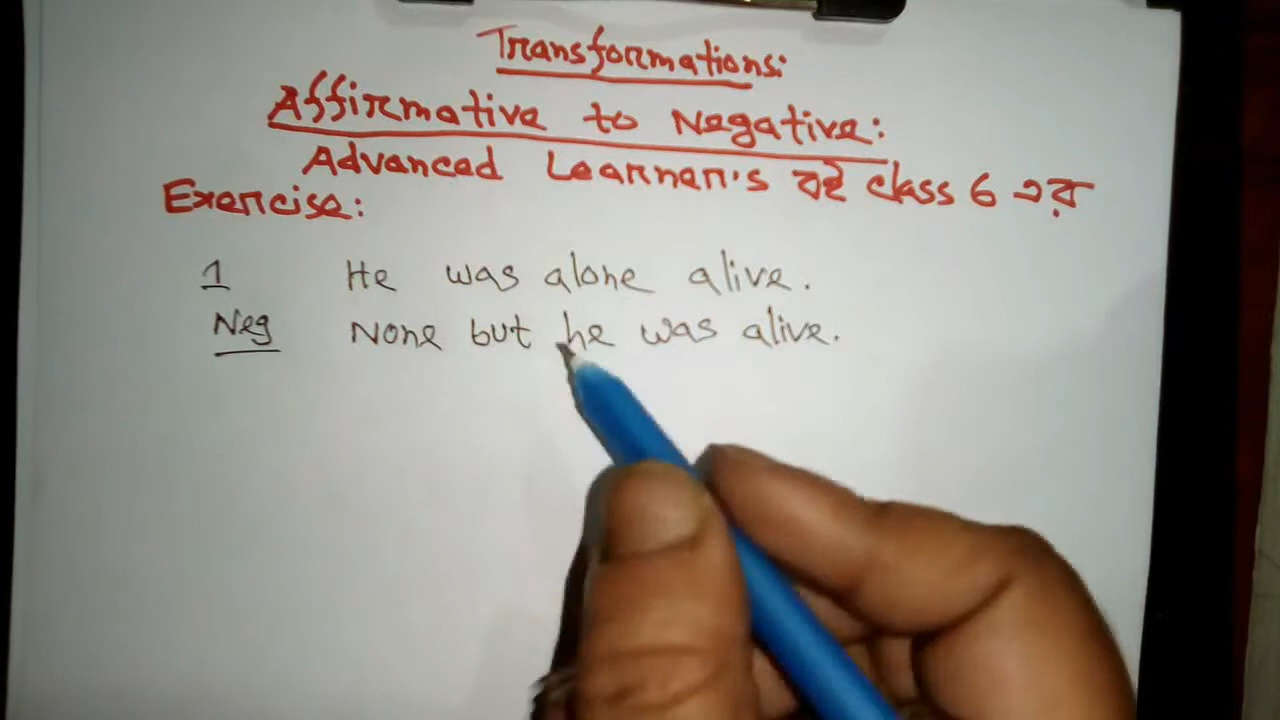 Transformations:
Affirmative to Negative:
Advanced Learner's বই class 6 এর
Exercise:
1 He was alone alive.
Neg None but he was alive.